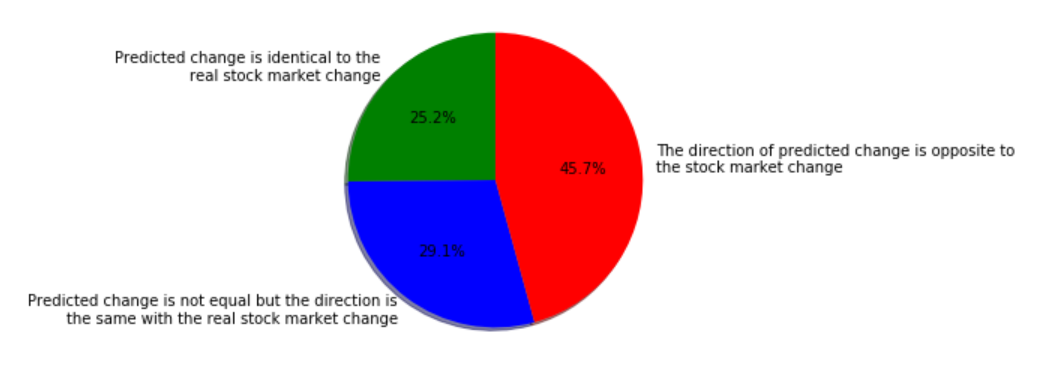 Predicted change is identical to the
real stock market change
25.2%
45.7%
The direction of predicted change is opposite to
the stock market change
29.1%
Predicted change is not equal but the direction is
the same with the real stock market change